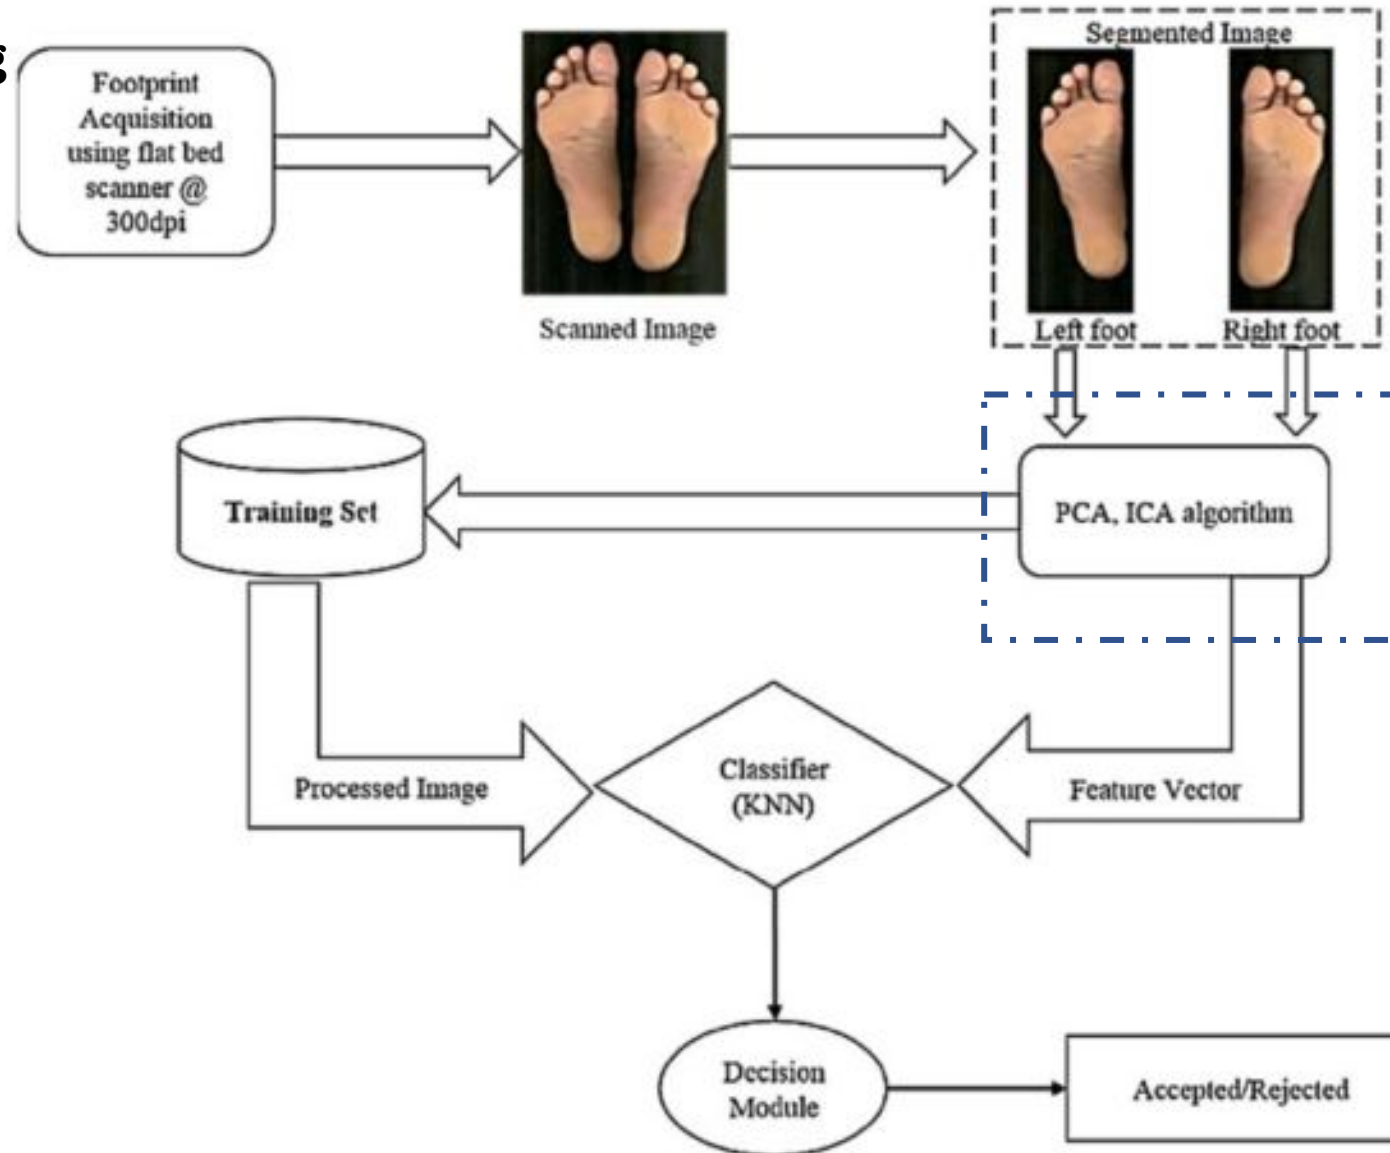 g
Footprint
Acquisition
using flat bed
scanner @
300dpi
Scanned Image
Segmented Image
Left foot
Right foot
Training Set
PCA, ICA algorithm
Processed Image
Classifier
(KNN)
Feature Vector
Decision
Module
Accepted/Rejected